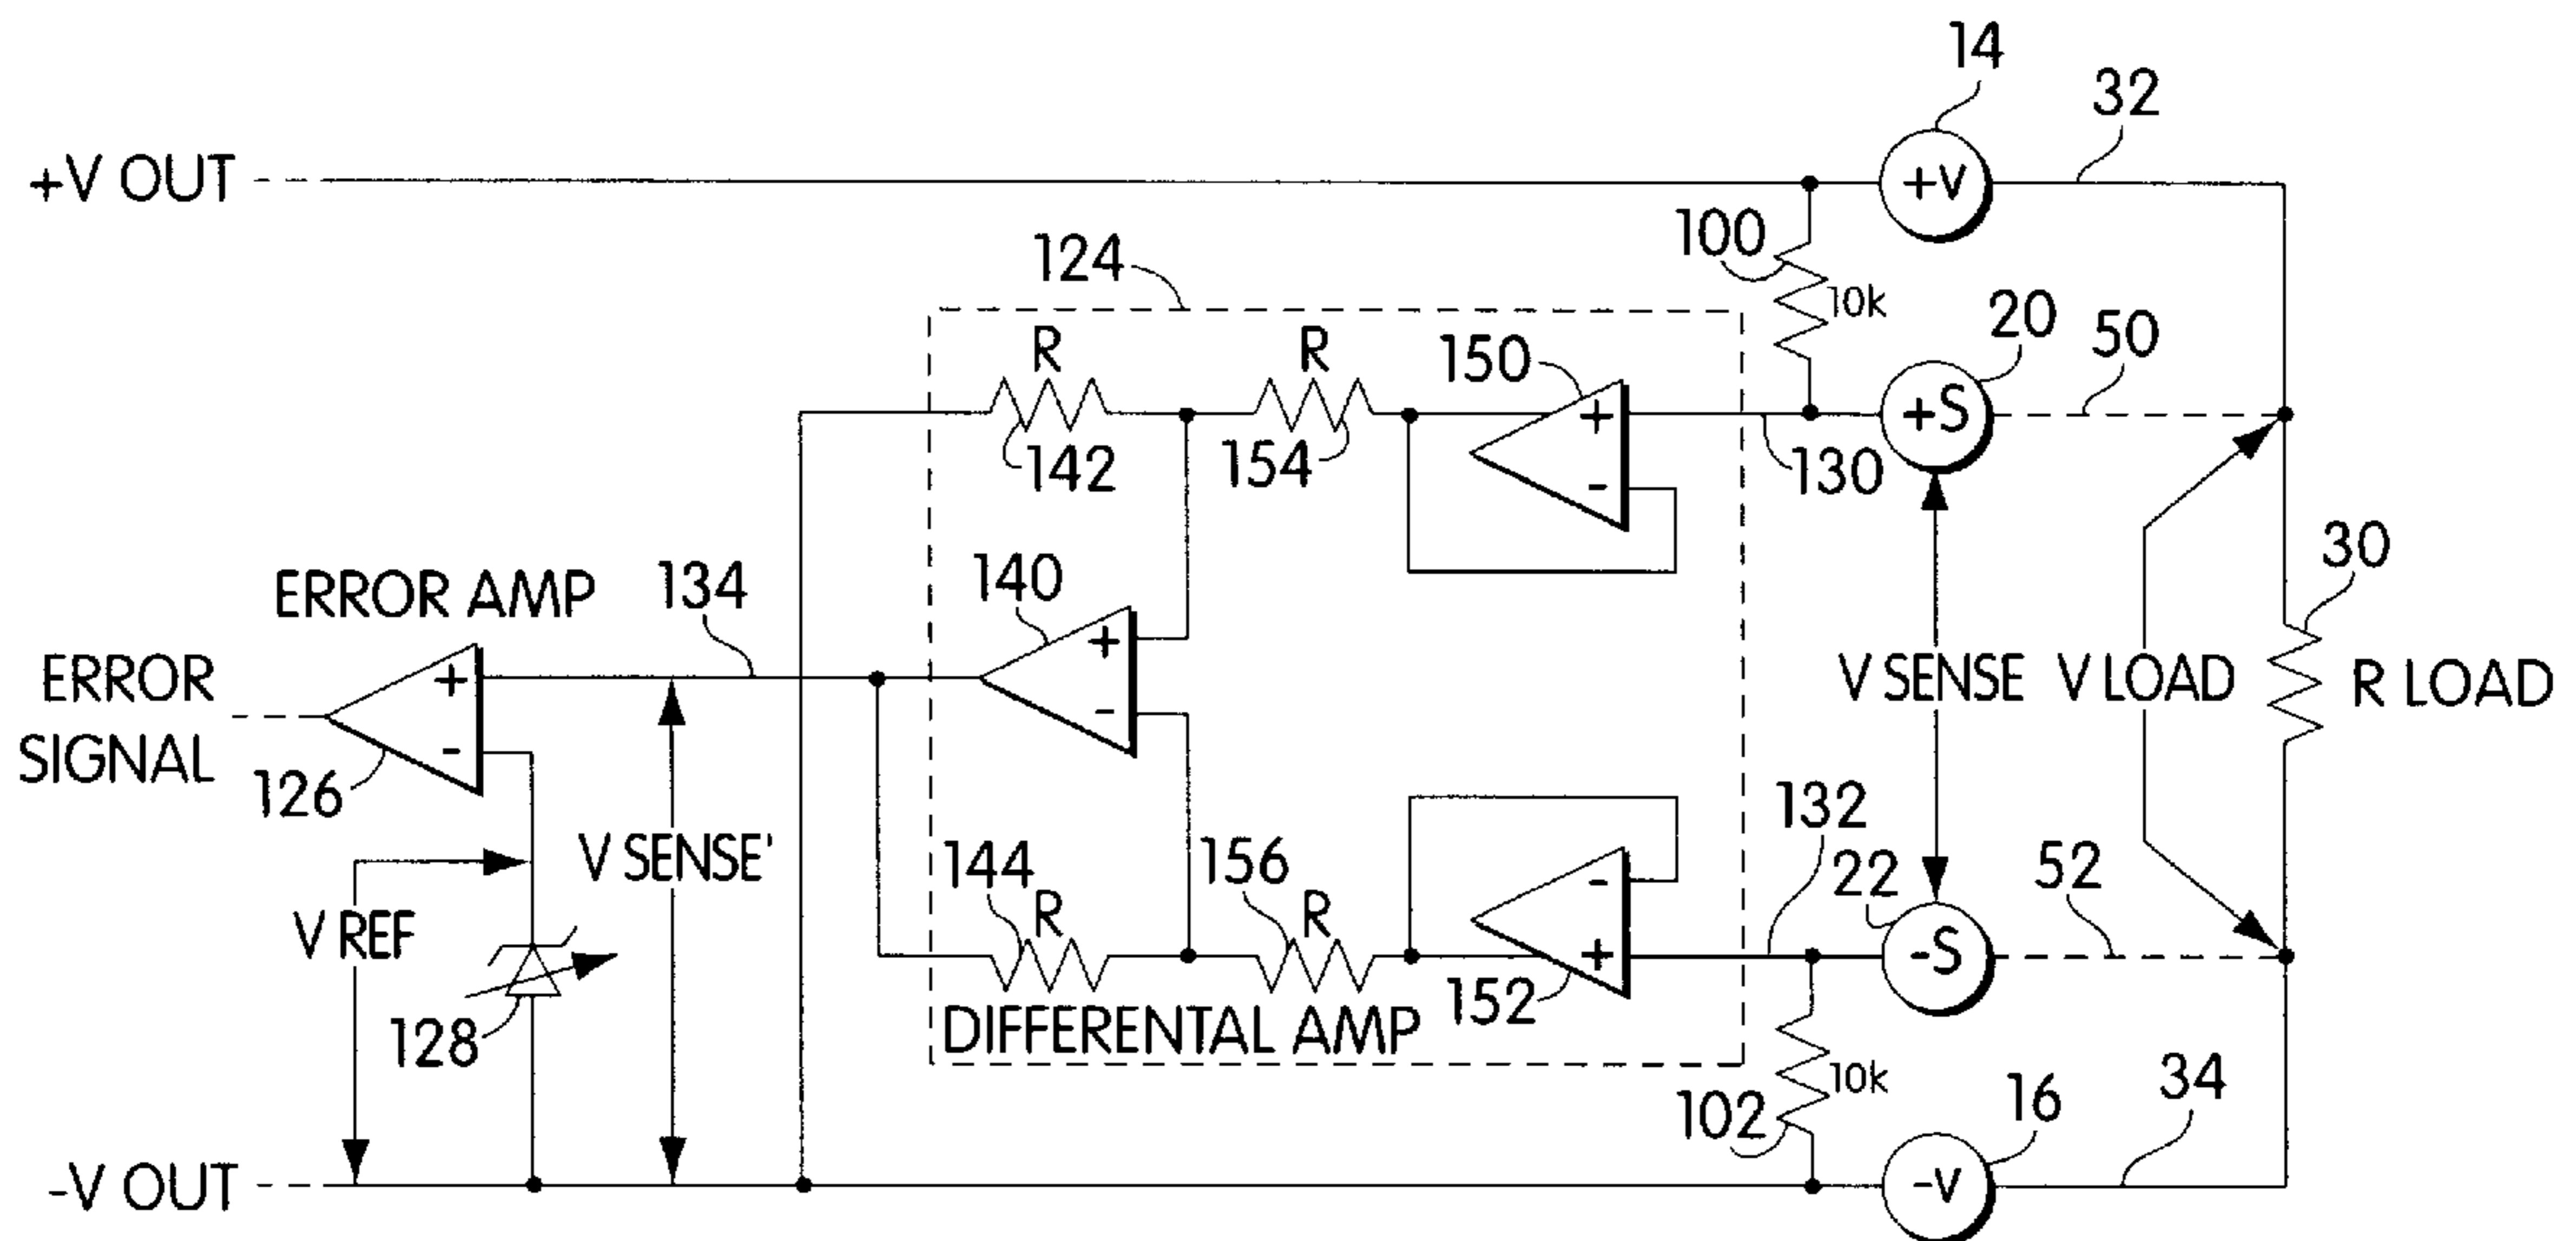 14
32
+V OUT
+V
100
10k
124
20
50
R
R
150
+
+S
142
154
-
130
30
ERROR AMP
134
140
+
ERROR
SIGNAL
+
-
-
V SENSE
V LOAD
R LOAD
126
V SENSE'
132
144
R
156
R
-
22
52
V REF
+
-S
128
DIFFERENTAL AMP
152
10k
102
16
34
-V OUT
-V